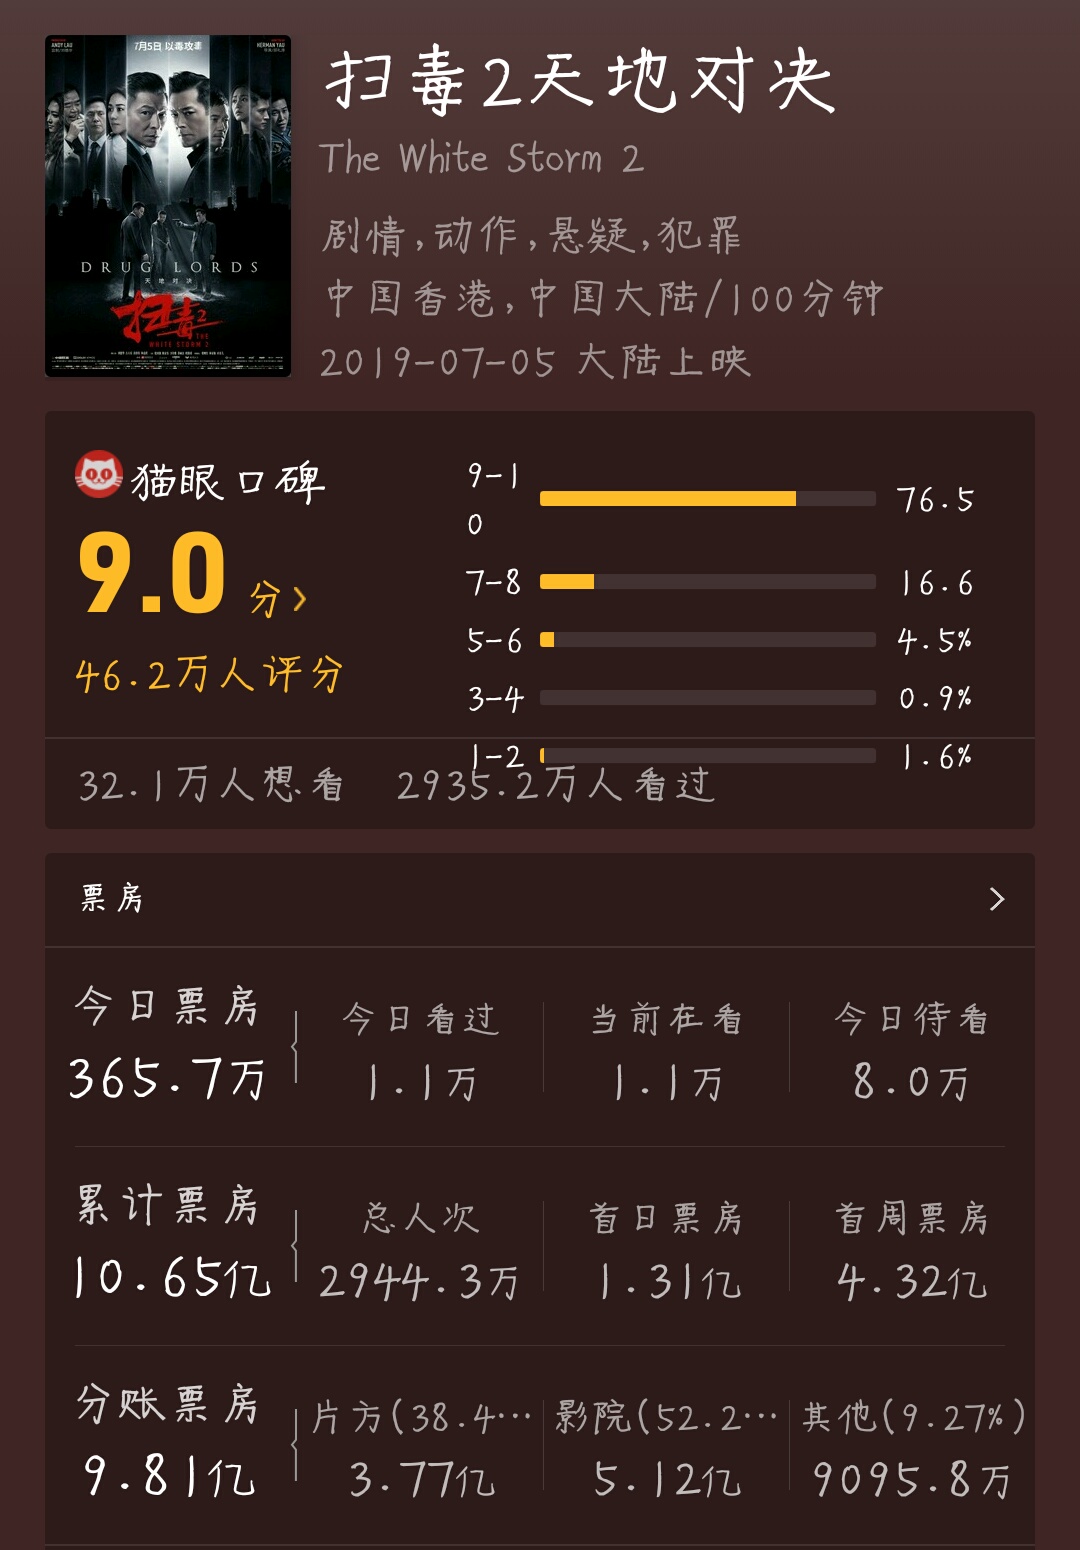 ANDY LAU
7月5日 以毒攻毒
HERMAN YAU
DRUG LORDS
天地对决
扫毒2
THE WHITE STORM 2
扫毒2天地对决
The White Storm 2
剧情,动作,悬疑,犯罪
中国香港,中国大陆/100分钟
2019-07-05 大陆上映
猫眼口碑
9.0 分
46.2万人评分
9-10 76.5
7-8 16.6
5-6 4.5%
3-4 0.9%
1-2 1.6%
32.1万人想看 2935.2万人看过
票房
今日票房 今日看过 当前在看 今日待看
365.7万 1.1万 1.1万 8.0万
累计票房 总人次 首日票房 首周票房
10.65亿 2944.3万 1.31亿 4.32亿
分账票房 片方(38.4… 影院(52.2… 其他(9.27%)
9.81亿 3.77亿 5.12亿 9095.8万